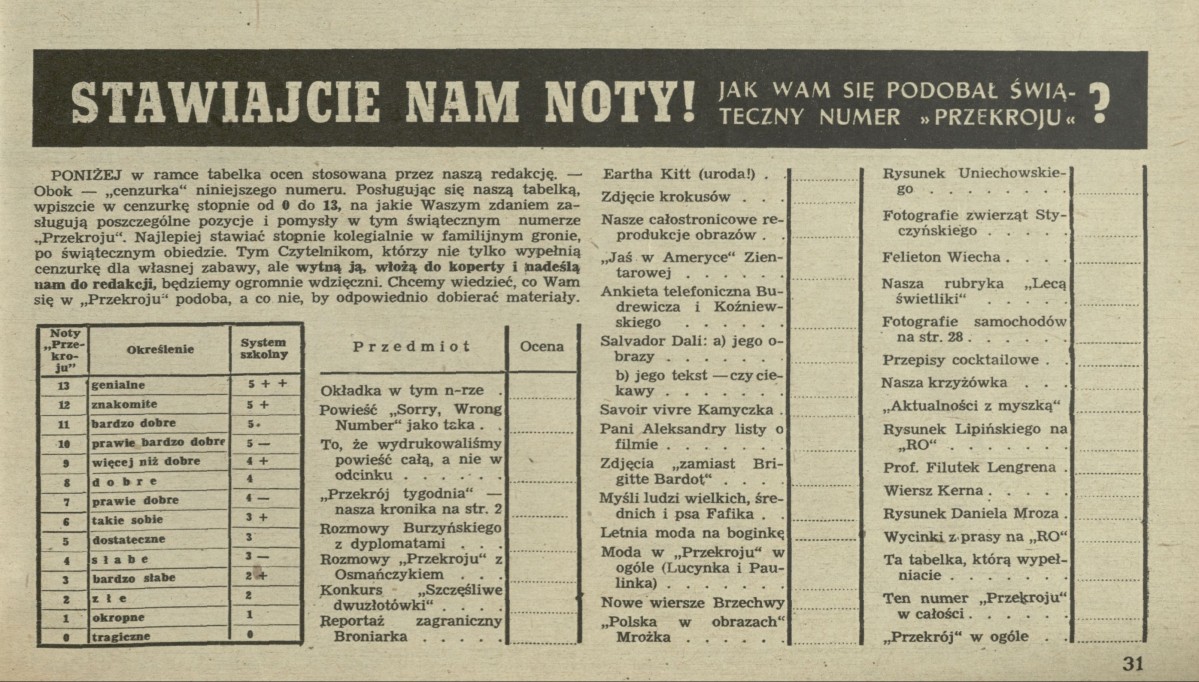 STAWIAJCIE NAM NOTY!
JAK WAM SIĘ PODOBAŁ ŚWIĄ-
TECZNY NUMER »PRZEKROJU« ?
PONIŻEJ w ramce tabelka ocen stosowana przez naszą redakcję. —
Obok — „cenzurka" niniejszego numeru. Posługując się naszą tabelką,
wpiszcie w cenzurkę stopnie od 0 do 13, na jakie Waszym zdaniem za-
sługują poszczególne pozycje i pomysły w tym świątecznym numerze
„Przekroju". Najlepiej stawiać stopnie kolegialnie w familijnym gronie,
po świątecznym obiedzie. Tym Czytelnikom, którzy nie tylko wypełnią
cenzurkę dla własnej zabawy, ale wytną ją, włożą do koperty i nadeślą
nam do redakcji, będziemy ogromnie wdzięczni. Chcemy wiedzieć, co Wam
się w „Przekroju" podoba, a co nie, by odpowiednio dobierać materiały.
Noty
„Prze-
kro-
ju"
Określenie
System
szkolny
13 genialne 5 + +
12 znakomite 5 +
11 bardzo dobre 5
10 prawie bardzo dobre 5 —
9 więcej niż dobre 4 +
8 dobre 4
7 prawie dobre 4 —
6 takie sobie 3 +
5 dostateczne 3
4 słabe 3 —
3 bardzo słabe 2 +
2 złe 2
1 okropne 1
0 tragiczne 0
Przedmiot Ocena
Okładka w tym n-rze .
Powieść „Sorry, Wrong
Number" jako taka . .
To, że wydrukowaliśmy
powieść całą, a nie w
odcinku . . . . . .
„Przekrój tygodnia" —
nasza kronika na str. 2
Rozmowy Burzyńskiego
z dyplomatami . . .
Rozmowy „Przekroju" z
Osmańczykiem . . .
Konkurs „Szczęśliwe
dwuzłotówki" . . . .
Reportaż zagraniczny
Broniarka . . . . .
Eartha Kitt (uroda!) . .
Zdjęcie krokusów . . .
Nasze całostronicowe re-
produkcje obrazów . .
„Jaś w Ameryce" Zien-
tarowej . . . . . .
Ankieta telefoniczna Bu-
drewicza i Koźniew-
skiego . . . . . . .
Salvador Dali: a) jego o-
brazy . . . . . . .
b) jego tekst — czy cie-
kawy . . . . . . .
Savoir vivre Kamyczka .
Pani Aleksandry listy o
filmie . . . . . . .
Zdjęcia „zamiast Bri-
gitte Bardot" . . . .
Myśli ludzi wielkich, śre-
dnich i psa Fafika . .
Letnia moda na boginkę
Moda w „Przekroju" w
ogóle (Lucynka i Pau-
linka) . . . . . . .
Nowe wiersze Brzechwy
„Polska w obrazach"
Mrożka . . . . . .
Rysunek Uniechowskie-
go . . . . . . . .
Fotografie zwierząt Sty-
czyńskiego . . . . .
Felieton Wiecha . . . .
Nasza rubryka „Lecą
świetliki" . . . . .
Fotografie samochodów
na str. 28 . . . . . .
Przepisy cocktailowe . .
Nasza krzyżówka . . .
„Aktualności z myszką"
Rysunek Lipińskiego na
„RO" . . . . . . .
Prof. Filutek Lengrena .
Wiersz Kerna . . . . .
Rysunek Daniela Mroza .
Wycinki z prasy na „RO"
Ta tabelka, którą wypeł-
niacie . . . . . . .
Ten numer „Przekroju"
w całości . . . . . .
„Przekrój" w ogóle . .
31